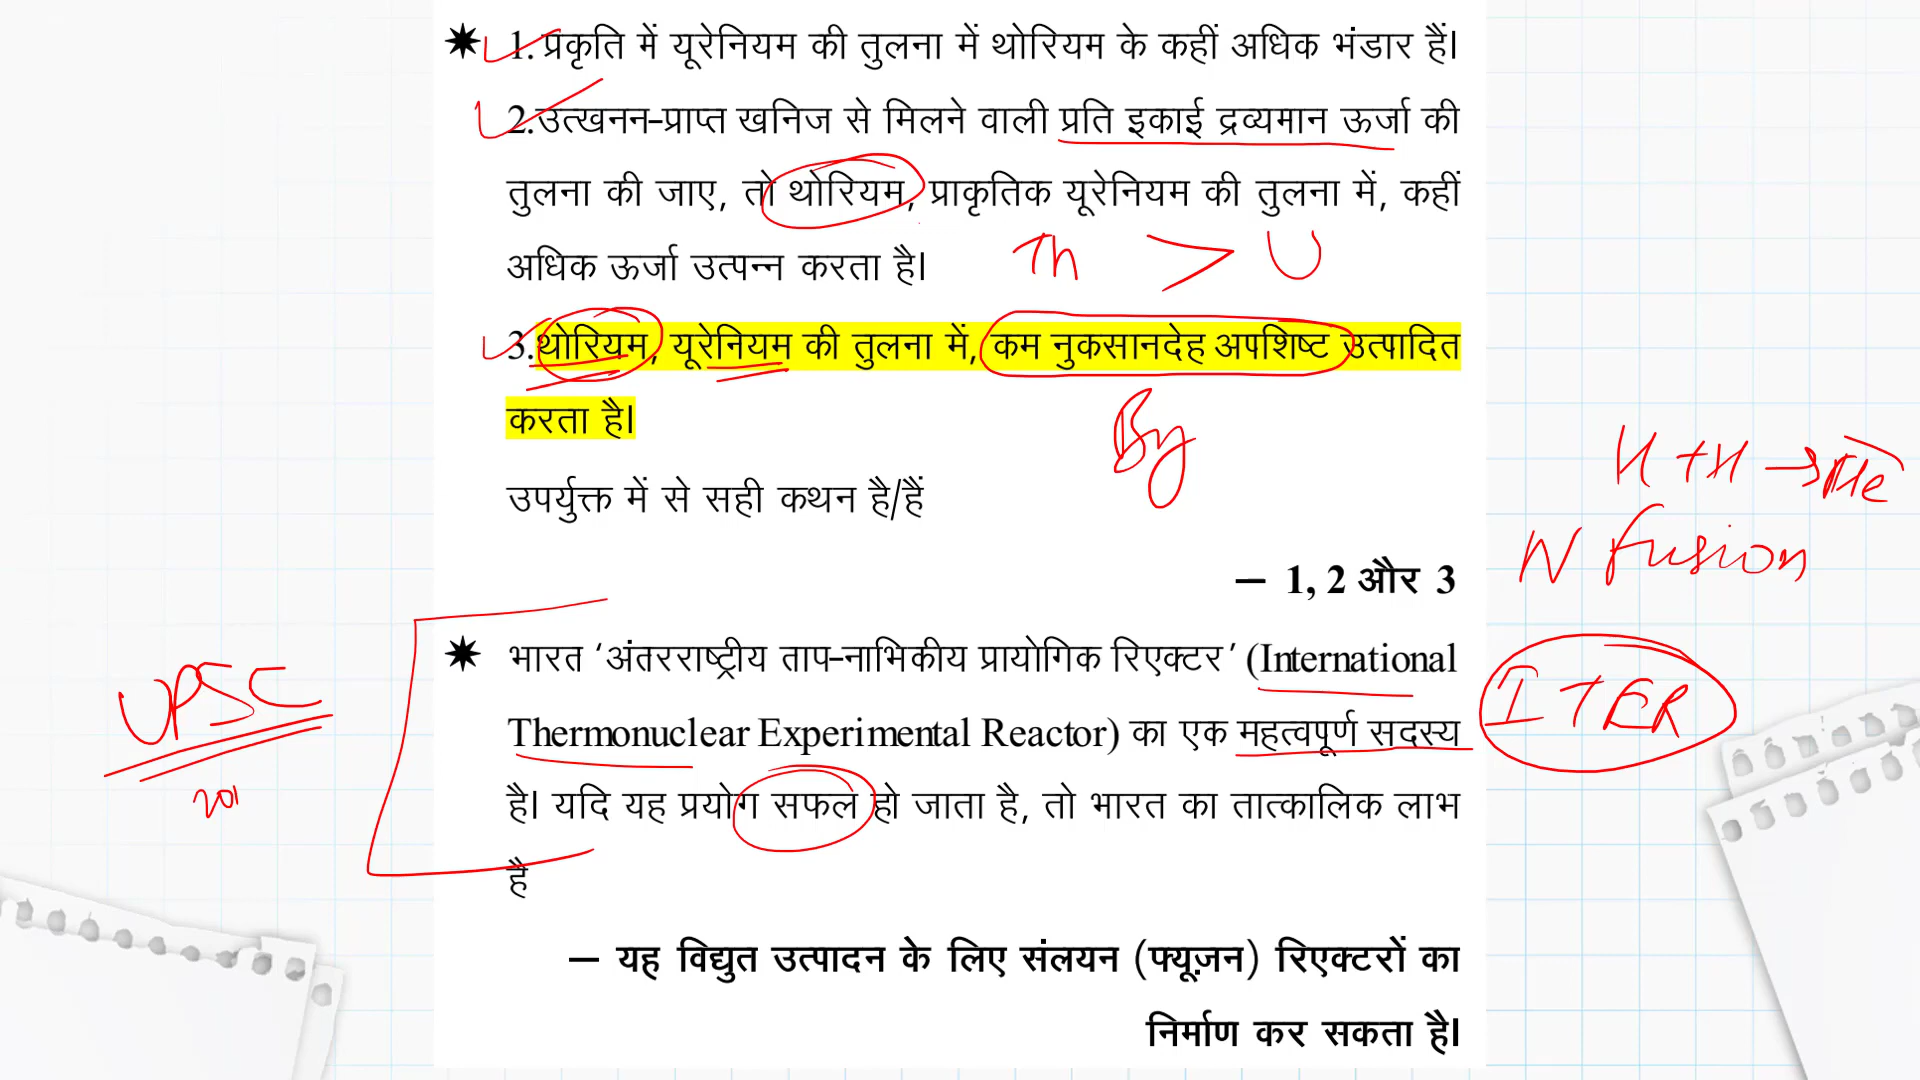 ✷ 1. प्रकृति में यूरेनियम की तुलना में थोरियम के कहीं अधिक भंडार हैं।
2.उत्खनन-प्राप्त खनिज से मिलने वाली प्रति इकाई द्रव्यमान ऊर्जा की
तुलना की जाए, तो थोरियम, प्राकृतिक यूरेनियम की तुलना में, कहीं
अधिक ऊर्जा उत्पन्न करता है।
Th > U
3.थोरियम, यूरेनियम की तुलना में, कम नुकसानदेह अपशिष्ट उत्पादित
करता है।
By
H + H → He
उपर्युक्त में से सही कथन है/हैं
N fusion
— 1, 2 और 3
✷ भारत ‘अंतरराष्ट्रीय ताप-नाभिकीय प्रायोगिक रिएक्टर’ (International
UPSC
ITER
Thermonuclear Experimental Reactor) का एक महत्वपूर्ण सदस्य
201
है। यदि यह प्रयोग सफल हो जाता है, तो भारत का तात्कालिक लाभ
है
— यह विद्युत उत्पादन के लिए संलयन (फ्यूज़न) रिएक्टरों का
निर्माण कर सकता है।